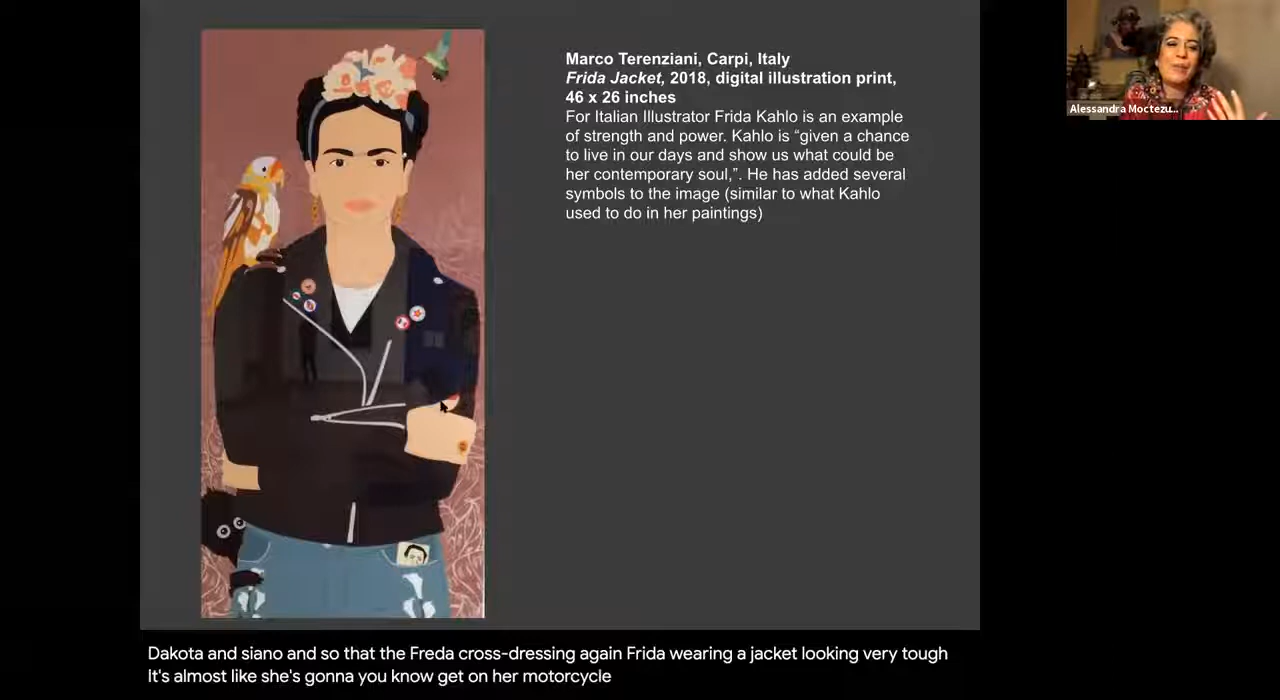 Marco Terenziani, Carpi, Italy
Frida Jacket, 2018, digital illustration print,
46 x 26 inches
For Italian Illustrator Frida Kahlo is an example
of strength and power. Kahlo is “given a chance
to live in our days and show us what could be
her contemporary soul,”. He has added several
symbols to the image (similar to what Kahlo
used to do in her paintings)
Alessandra Moctezu...
Dakota and siano and so that the Freda cross-dressing again Frida wearing a jacket looking very tough
It's almost like she's gonna you know get on her motorcycle